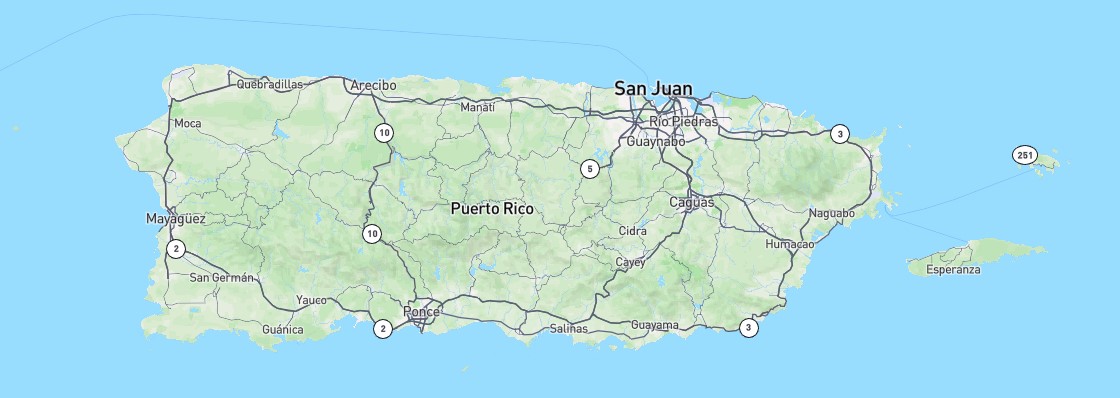 San Juan
Quebradillas
Arecibo
Manatí
Río Piedras
Moca
10
3
Guaynabo
251
5
Puerto Rico
Caguas
Mayagüez
Naguabo
10
Cidra
2
Humacao
Cayey
San Germán
Esperanza
Yauco
Ponce
Guánica
2
Salinas
Guayama
3